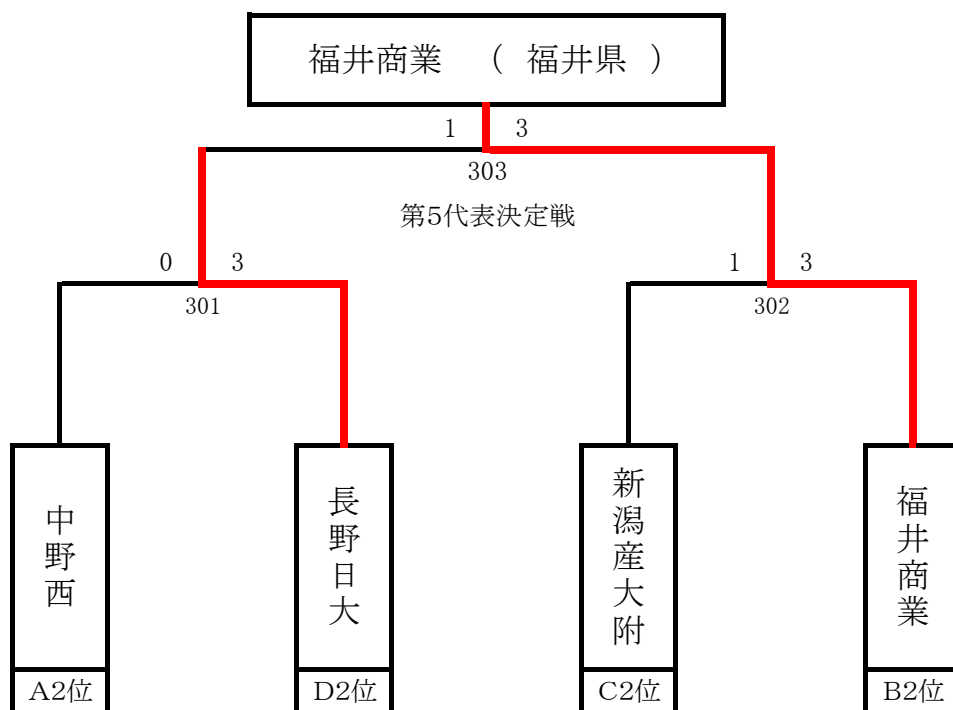 福井商業 （ 福井県 ）
1 3
303
第5代表決定戦
0 3
301
1 3
302
中野西
長野日大
新潟産大附
福井商業
A2位
D2位
C2位
B2位